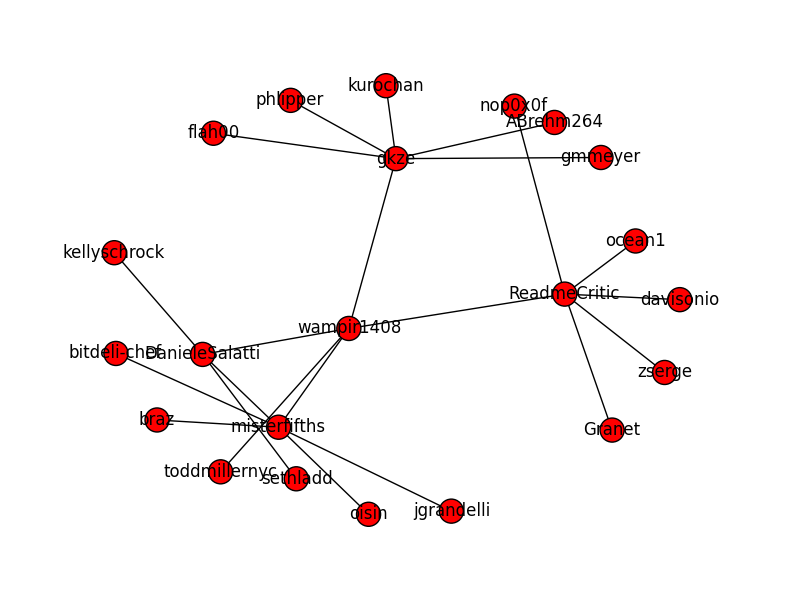 kurochan
phlipper
nop0x0f
ABrehm264
flah00
gkze
gmmeyer
ocean1
kellyschrock
ReadmeCritic
davisonio
wampir1408
bitdeli-chef
DanieleSalatti
zserge
braz
misterfifths
Granet
toddmillernyc
sethladd
oisin
jgrandelli